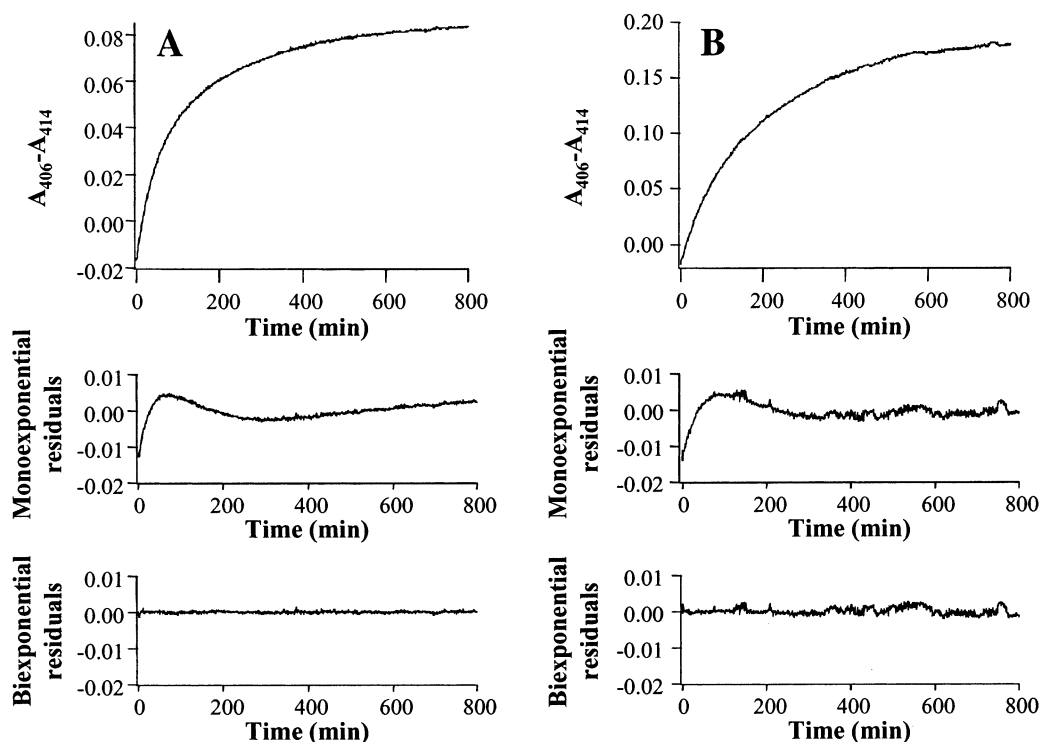 A
0.08
0.06
0.04
0.02
0.00
-0.02
A406-A414
0 200 400 600 800
Time (min)
B
0.20
0.15
0.10
0.05
0.00
A406-A414
0 200 400 600 800
Time (min)
Monoexponential
residuals
0.01
0.00
-0.01
-0.02
0 200 400 600 800
Time (min)
Monoexponential
residuals
0.01
0.00
-0.01
-0.02
0 200 400 600 800
Time (min)
Biexponential
residuals
0.01
0.00
-0.01
-0.02
0 200 400 600 800
Time (min)
Biexponential
residuals
0.01
0.00
-0.01
-0.02
0 200 400 600 800
Time (min)